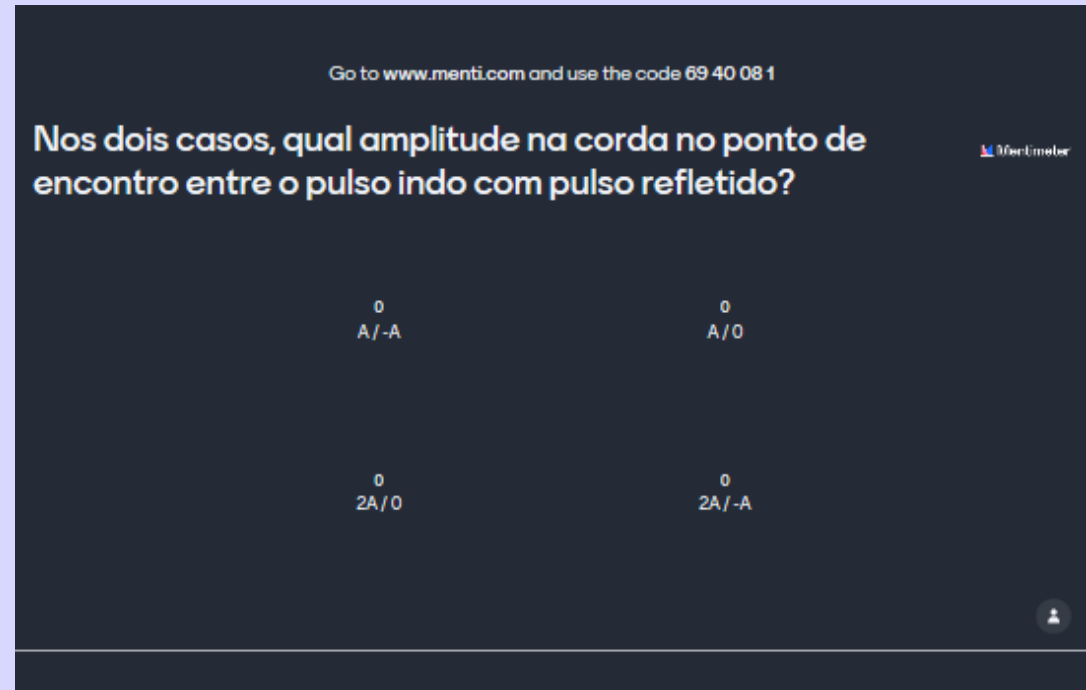 Go to www.menti.com and use the code 69 40 08 1
Nos dois casos, qual amplitude na corda no ponto de
encontro entre o pulso indo com pulso refletido?
Mentimeter
0
A / -A
0
A / 0
0
2A / 0
0
2A / -A